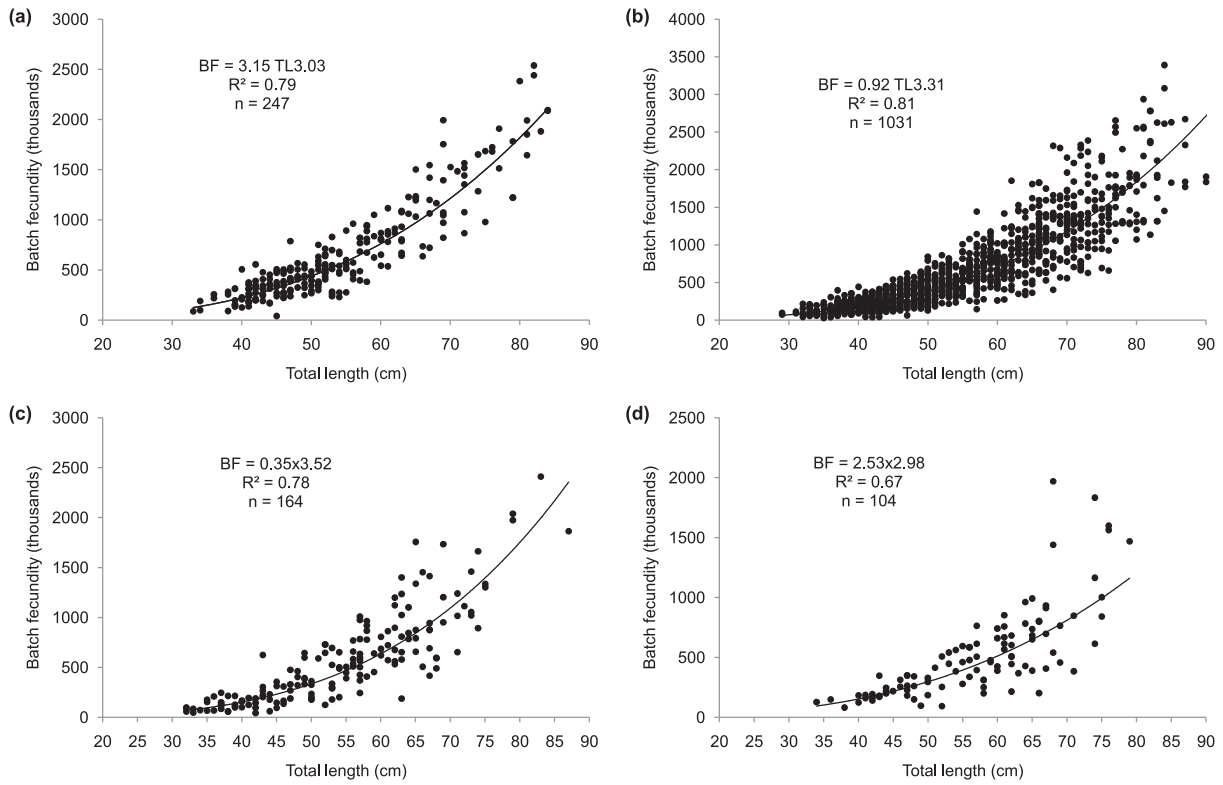 (a)
3000
2500
2000
1500
1000
500
0
Batch fecundity (thousands)
BF = 3.15 TL3.03
R² = 0.79
n = 247
20 30 40 50 60 70 80 90
Total length (cm)
(b)
4000
3500
3000
2500
2000
1500
1000
500
0
Batch fecundity (thousands)
BF = 0.92 TL3.31
R² = 0.81
n = 1031
20 25 30 35 40 45 50 55 60 65 70 75 80 85 90
Total length (cm)
(c)
3000
2500
2000
1500
1000
500
0
Batch fecundity (thousands)
BF = 0.35x3.52
R² = 0.78
n = 164
20 25 30 35 40 45 50 55 60 65 70 75 80 85 90
Total length (cm)
(d)
2500
2000
1500
1000
500
0
Batch fecundity (thousands)
BF = 2.53x2.98
R² = 0.67
n = 104
20 25 30 35 40 45 50 55 60 65 70 75 80 85 90
Total length (cm)